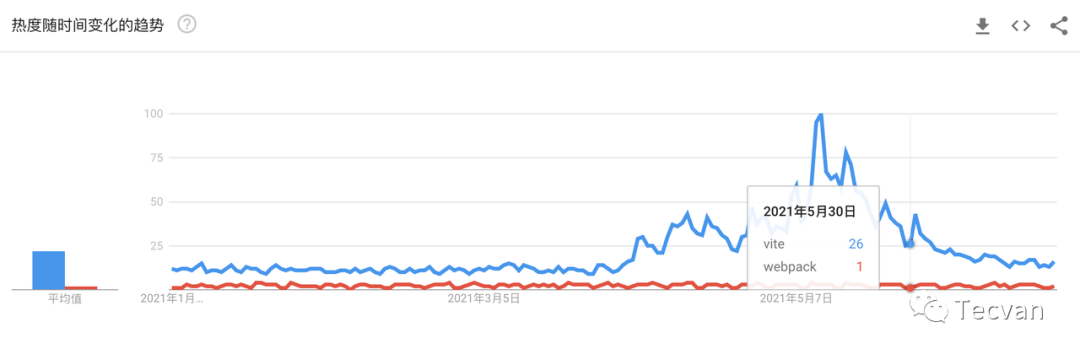 热度随时间变化的趋势 ?
100
75
50
25
平均值
2021年1月…
2021年3月5日
2021年5月7日
2021年5月30日
vite 26
webpack 1
Tecvan